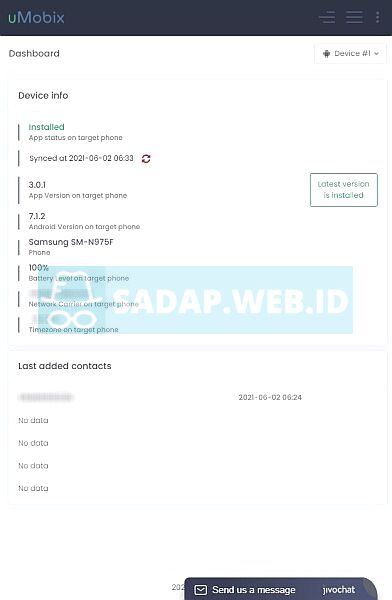 uMobix
Dashboard
Device #1
Device info
Installed
App status on target phone
Synced at 2021-06-02 06:33
3.0.1
App Version on target phone
Latest version
is installed
7.1.2
Android Version on target phone
Samsung SM-N975F
Phone
100%
Battery Level on target phone
SADAP.WEB.ID
Network Carrier on target phone
Timezone on target phone
Last added contacts
2021-06-02 06:24
No data
No data
No data
No data
202
Send us a message
jivochat